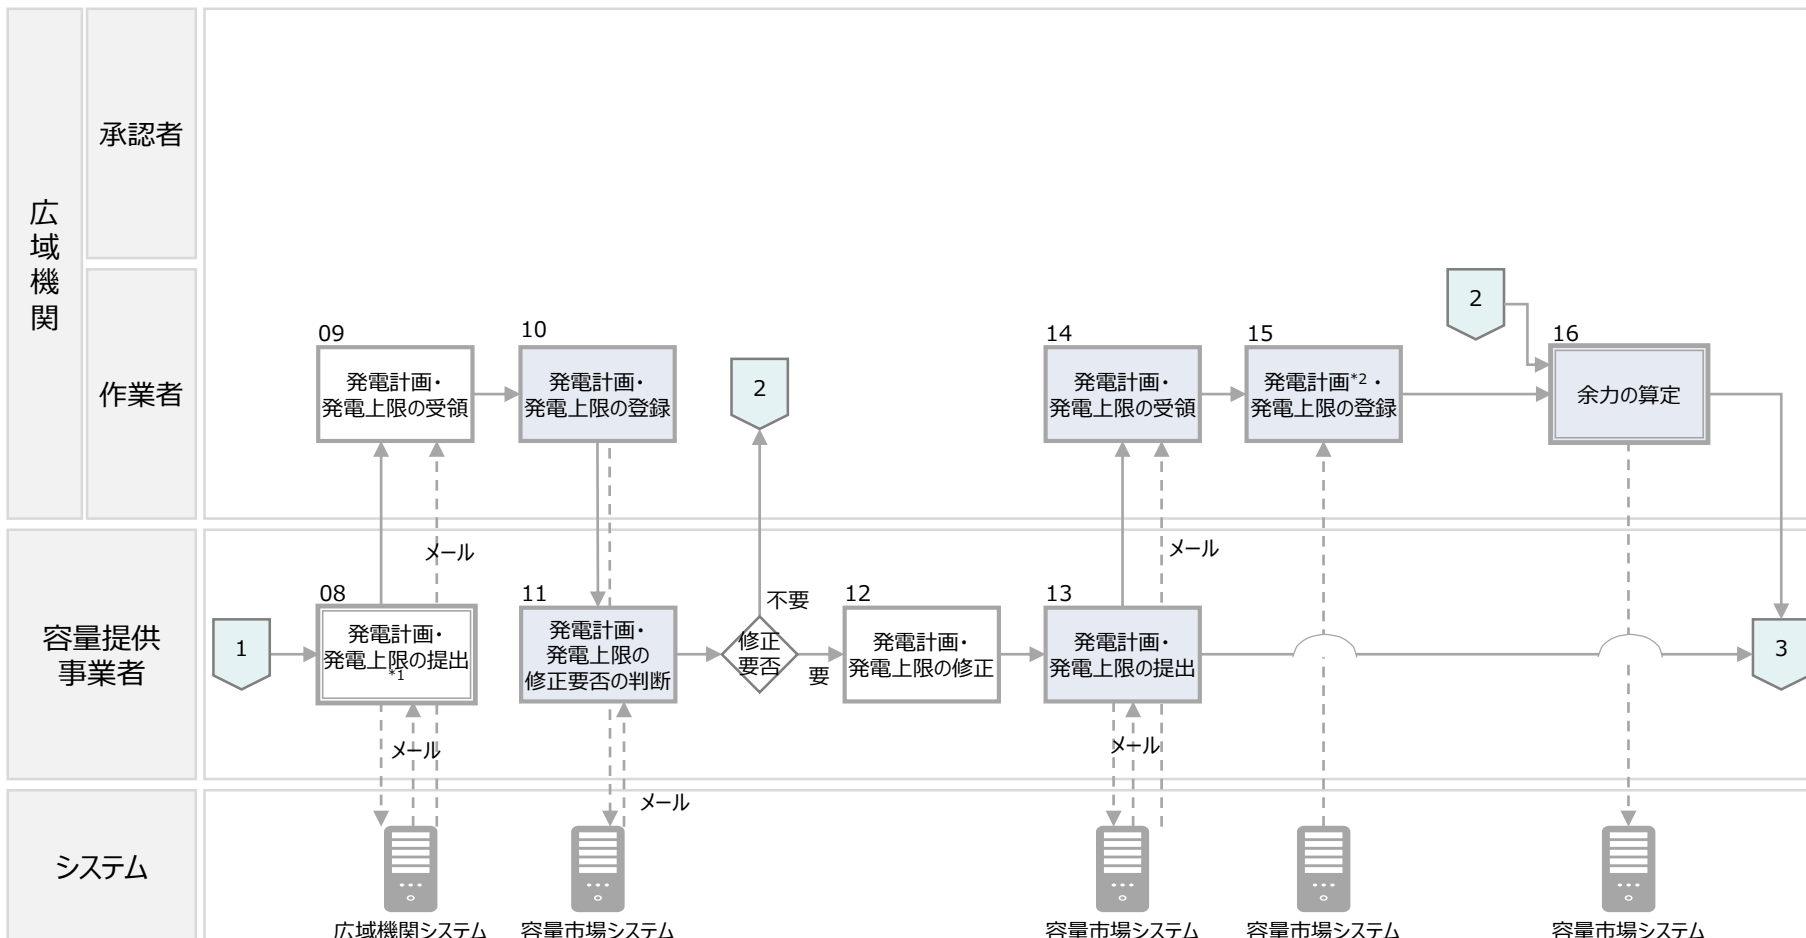 広域機関
承認者
作業者
2
09
10
14
15
16
発電計画・
発電上限の受領
発電計画・
発電上限の登録
2
発電計画・
発電上限の受領
発電計画*2・
発電上限の登録
余力の算定
容量提供
事業者
メール
メール
08
11
不要
12
13
1
発電計画・
発電上限の提出
*1
発電計画・
発電上限の
修正要否の判断
修正
要否
要
発電計画・
発電上限の修正
発電計画・
発電上限の提出
3
メール
メール
メール
システム
広域機関システム
容量市場システム
容量市場システム
容量市場システム
容量市場システム